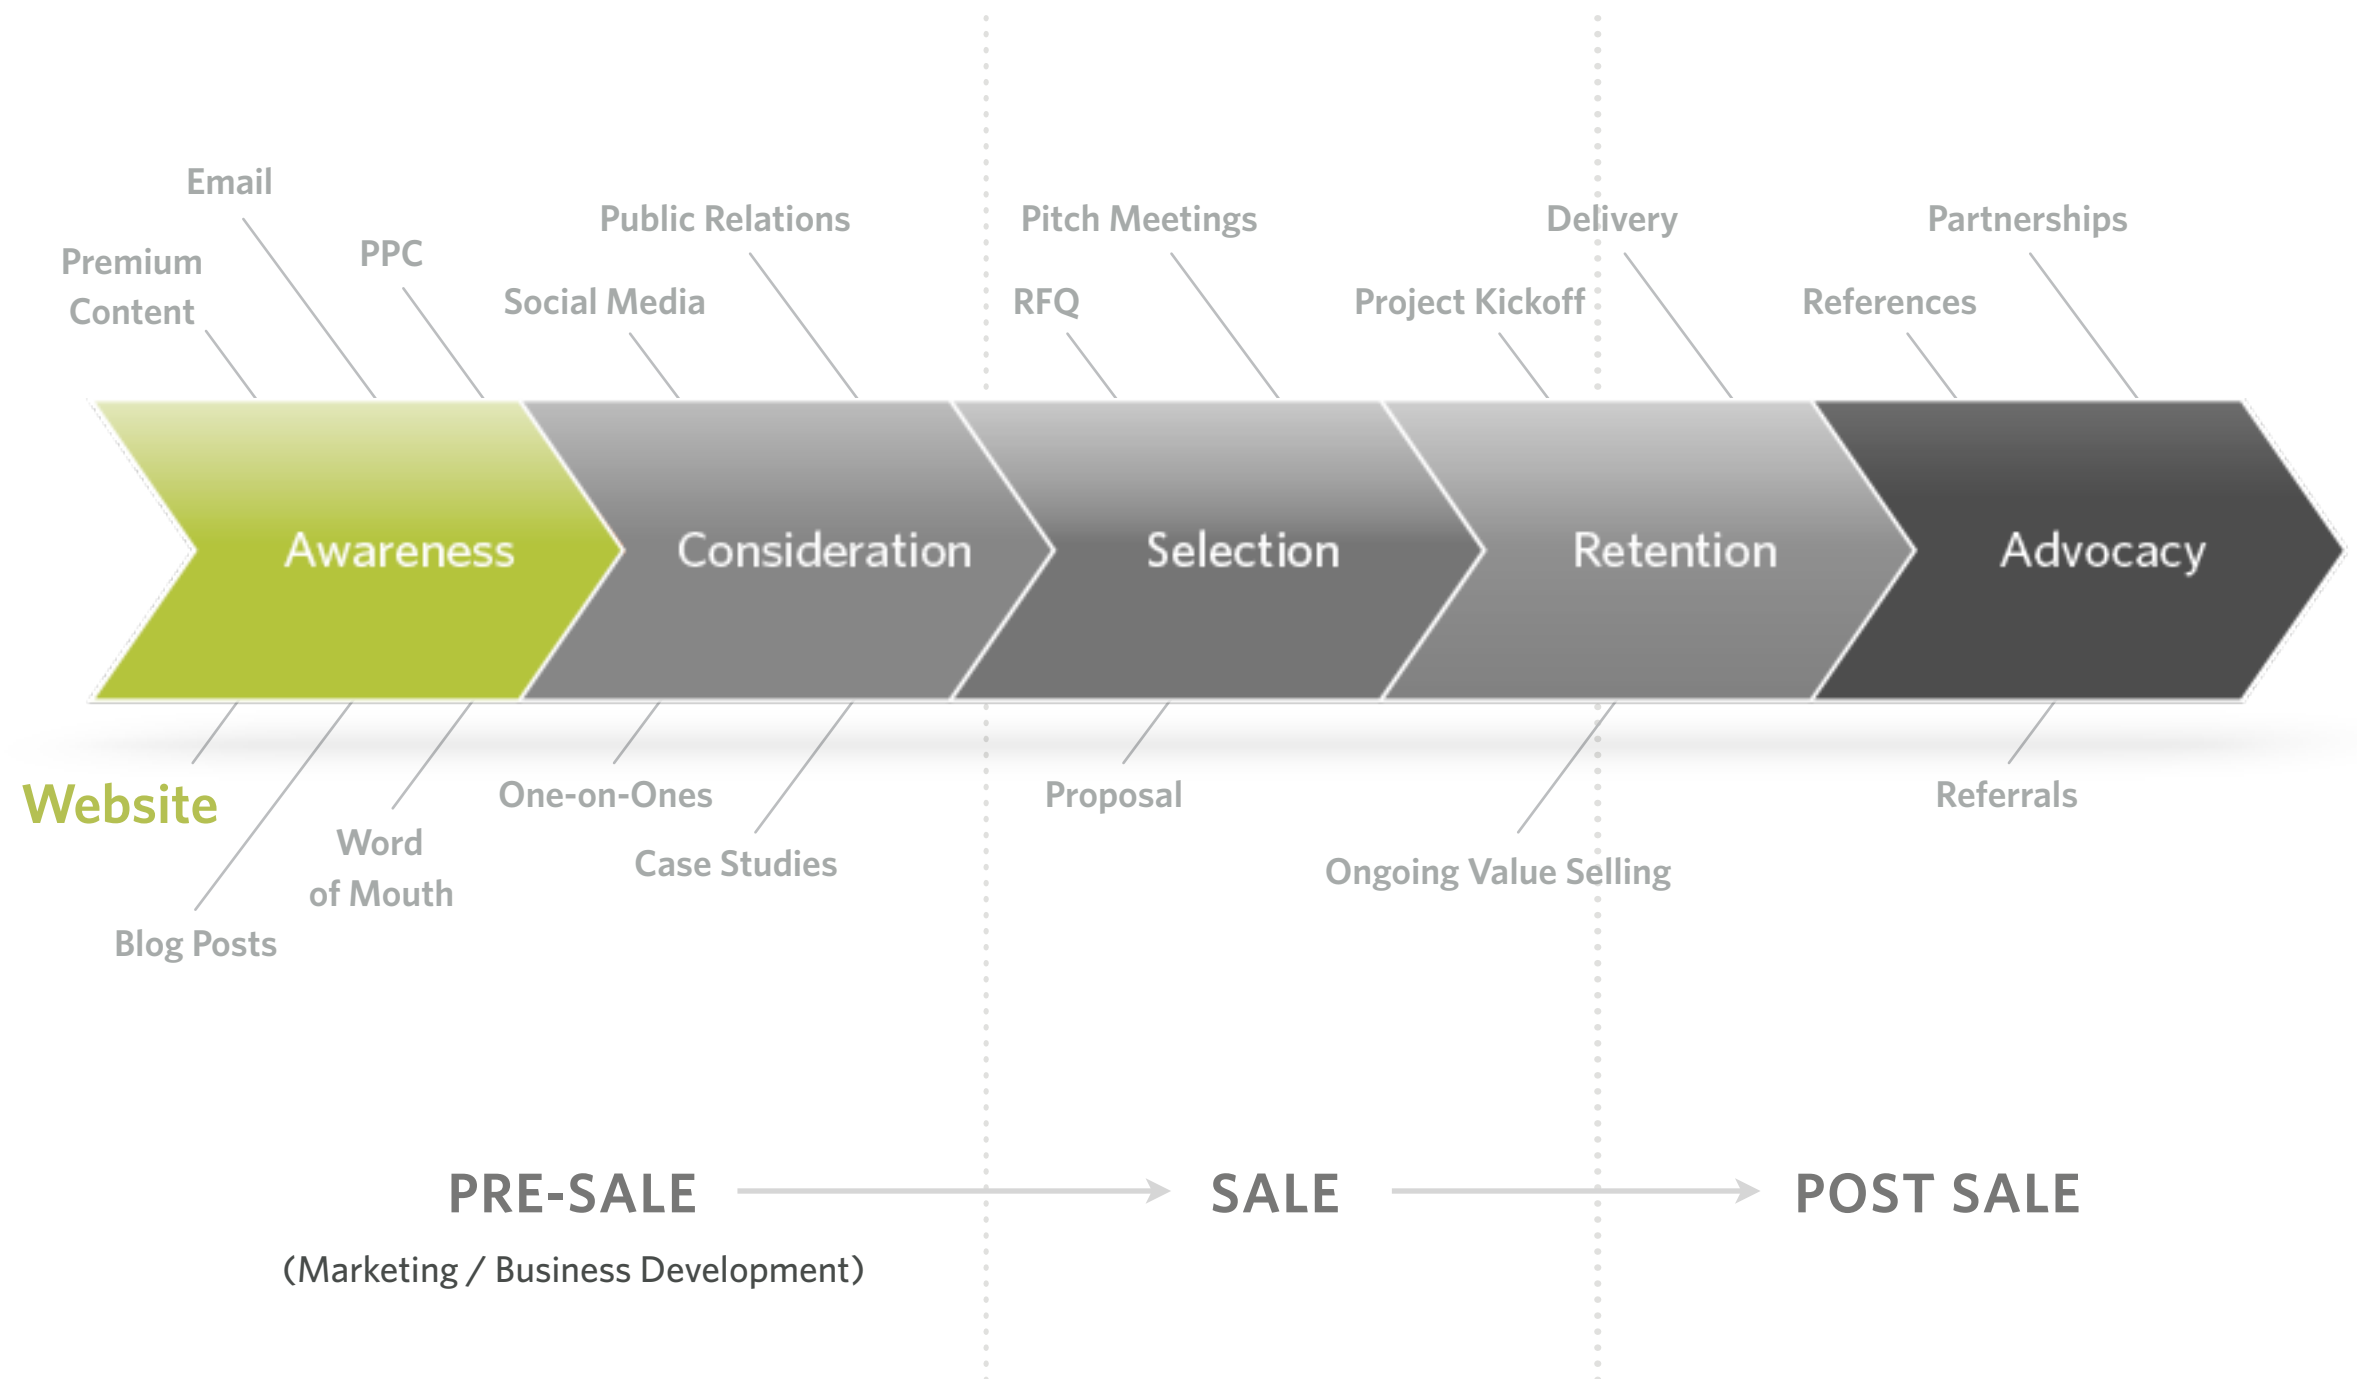 Email
Premium
Content
PPC
Public Relations
Social Media
Pitch Meetings
RFQ
Delivery
Project Kickoff
Partnerships
References
Awareness
Consideration
Selection
Retention
Advocacy
Website
Word
of Mouth
Blog Posts
One-on-Ones
Case Studies
Proposal
Ongoing Value Selling
Referrals
PRE-SALE
(Marketing / Business Development)
SALE
POST SALE